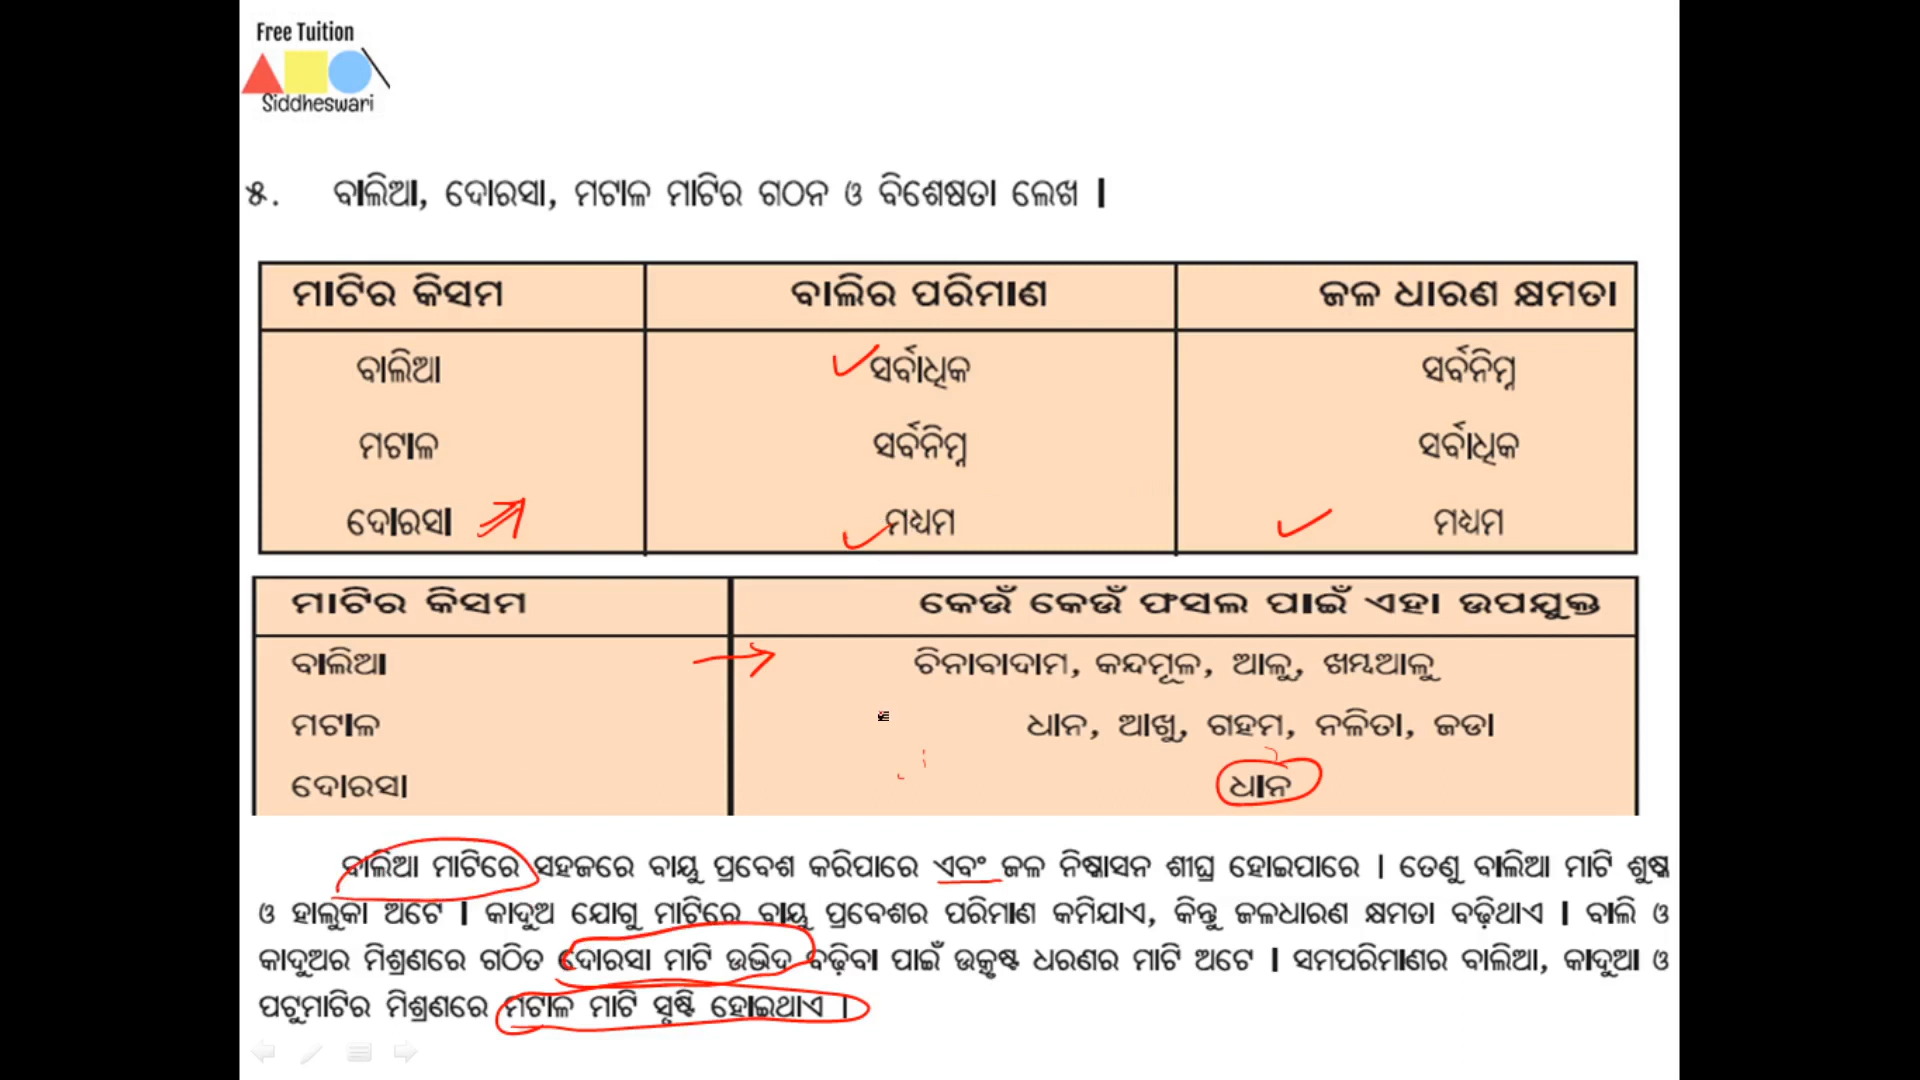 Free Tuition
Siddheswari
୫. ବାଲିଆ, ଦୋରସା, ମଟାଳ ମାଟିର ଗଠନ ଓ ବିଶେଷତା ଲେଖ |
ମାଟିର କିସମ ବାଲିର ପରିମାଣ ଜଳ ଧାରଣ କ୍ଷମତା
ବାଲିଆ ସର୍ବାଧିକ ସର୍ବନିମ୍ନ
ମଟାଳ ସର୍ବନିମ୍ନ ସର୍ବାଧିକ
ଦୋରସା ମଧ୍ୟମ ମଧ୍ୟମ
ମାଟିର କିସମ କେଉଁ କେଉଁ ଫସଲ ପାଇଁ ଏହା ଉପଯୁକ୍ତ
ବାଲିଆ ଚିନାବାଦାମ, କନ୍ଦମୂଳ, ଆଳୁ, ଖମ୍ବଆଳୁ
ମଟାଳ ଧାନ, ଆଖୁ, ଗହମ, ନଳିତା, ଜଡା
ଦୋରସା ଧାନ
ବାଲିଆ ମାଟିରେ ସହଜରେ ବାୟୁ ପ୍ରବେଶ କରିପାରେ ଏବଂ ଜଳ ନିଷ୍କାସନ ଶୀଘ୍ର ହୋଇପାରେ | ତେଣୁ ବାଲିଆ ମାଟି ଶୁଷ୍କ
ଓ ହାଲୁକା ଅଟେ | କାଦୁଅ ଯୋଗୁ ମାଟିରେ ବାୟୁ ପ୍ରବେଶର ପରିମାଣ କମିଯାଏ, କିନ୍ତୁ ଜଳଧାରଣ କ୍ଷମତା ବଢ଼ିଥାଏ | ବାଲି ଓ
କାଦୁଅର ମିଶ୍ରଣରେ ଗଠିତ ଦୋରସା ମାଟି ଉଦ୍ଭିଦ ବଢ଼ିବା ପାଇଁ ଉତ୍କୃଷ୍ଟ ଧରଣର ମାଟି ଅଟେ | ସମପରିମାଣର ବାଲିଆ, କାଦୁଆ ଓ
ପଟୁମାଟିର ମିଶ୍ରଣରେ ମଟାଳ ମାଟି ସୃଷ୍ଟି ହୋଇଥାଏ |